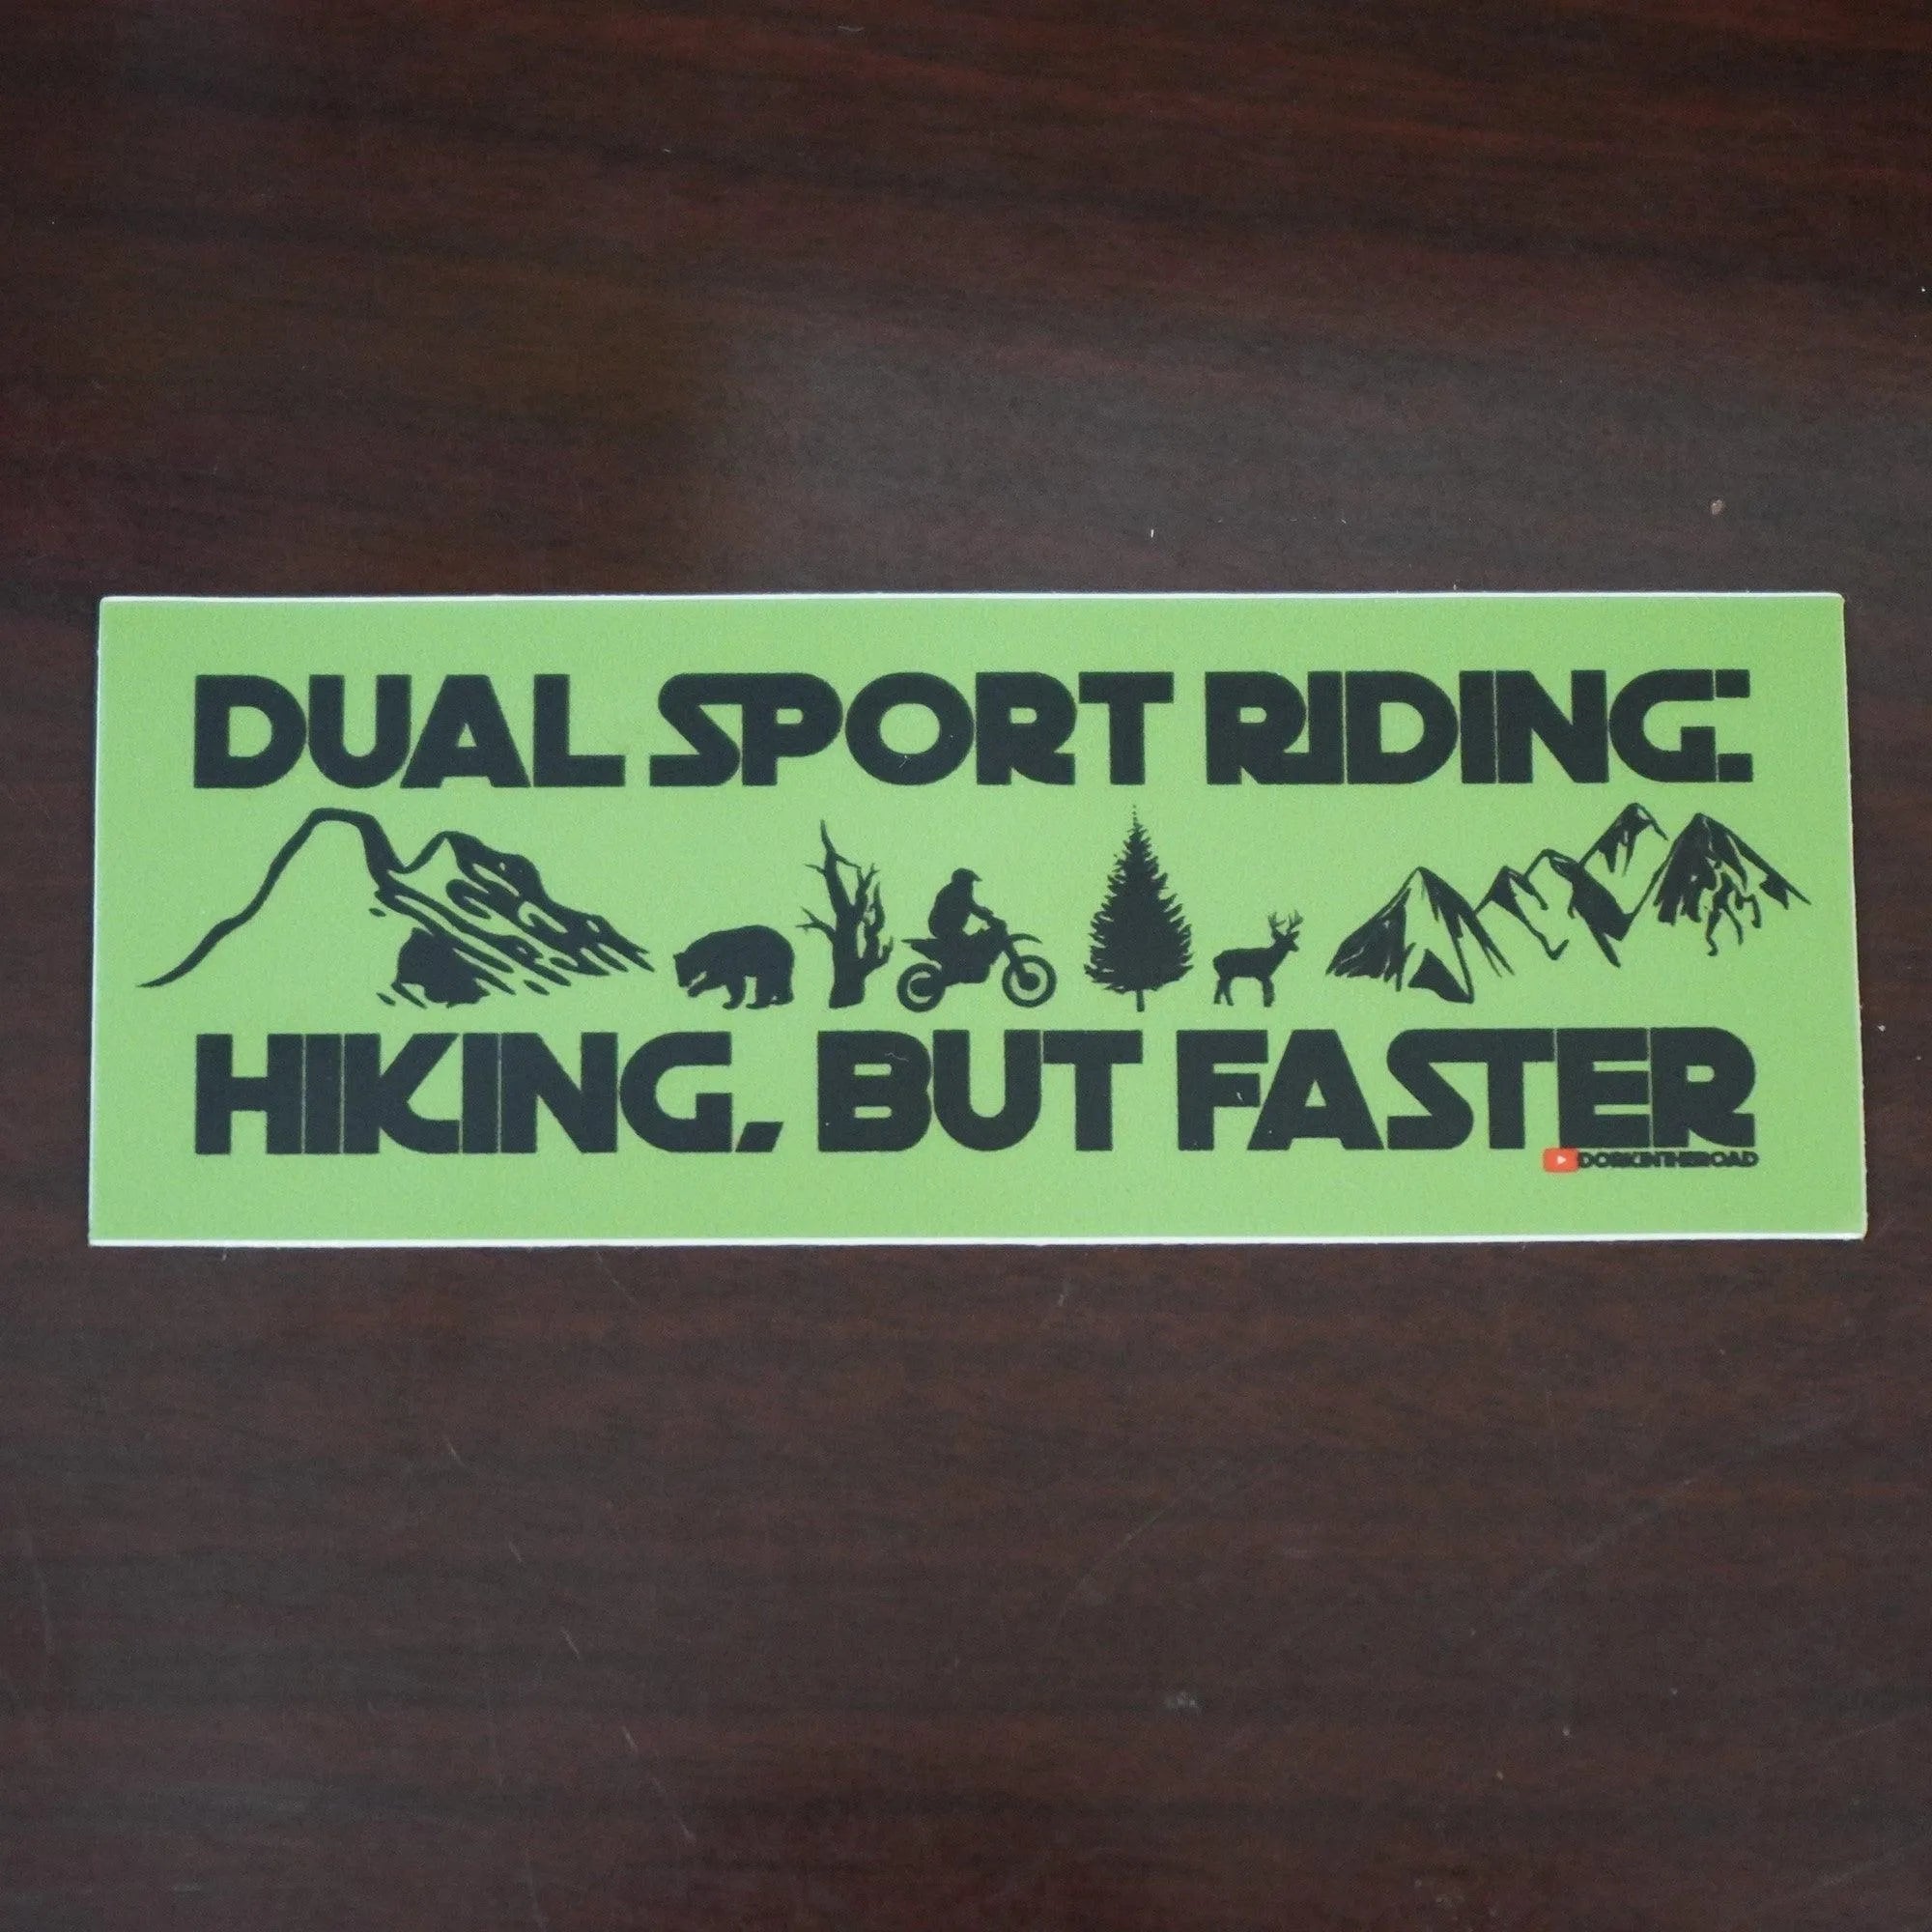 DUAL SPORT RIDING:
HIKING, BUT FASTER
DORKINTHEROAD